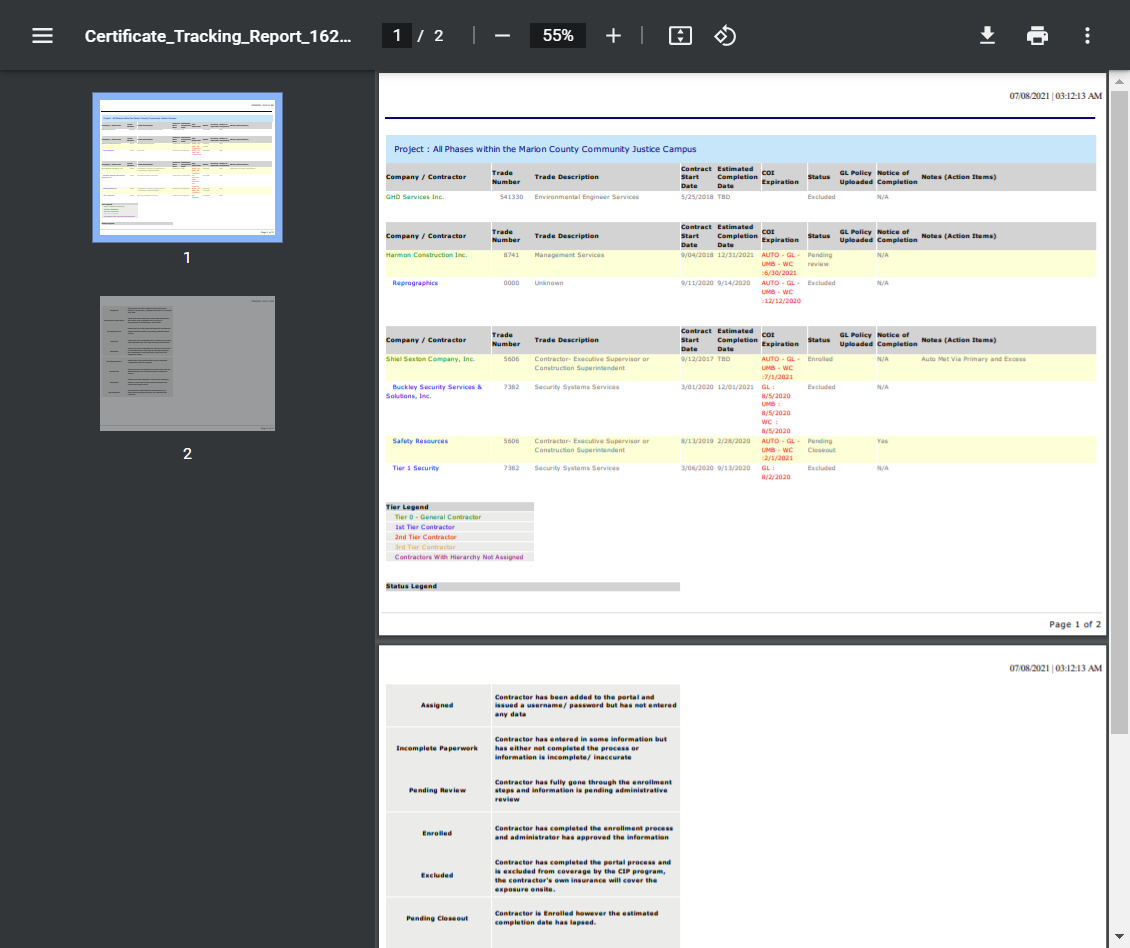 Certificate_Tracking_Report_162...
1 / 2
55%
07/08/2021 | 03:12:13 AM
Project : All Phases within the Marion County Community Justice Campus
Company / Contractor Trade Number Trade Description Contract Start Date Estimated Completion Date COI Expiration Status GL Policy Uploaded Notice of Completion Notes (Action Items)
GHD Services Inc. 541330 Environmental Engineer Services 5/25/2018 TBD Excluded N/A
Company / Contractor Trade Number Trade Description Contract Start Date Estimated Completion Date COI Expiration Status GL Policy Uploaded Notice of Completion Notes (Action Items)
Harmon Construction Inc. 8741 Management Services 9/04/2018 12/31/2021 AUTO - GL - UMB - WC :6/30/2021 Pending review N/A
Reprographics 0000 Unknown 9/11/2020 9/14/2020 AUTO - GL - UMB - WC :12/12/2020 Excluded N/A
Company / Contractor Trade Number Trade Description Contract Start Date Estimated Completion Date COI Expiration Status GL Policy Uploaded Notice of Completion Notes (Action Items)
Shiel Sexton Company, Inc. 5606 Contractor- Executive Supervisor or Construction Superintendent 9/12/2017 TBD AUTO - GL - UMB - WC :7/1/2021 Enrolled N/A Auto Met Via Primary and Excess
Buckley Security Services & Solutions, Inc. 7382 Security Systems Services 3/01/2020 12/01/2021 GL : 8/5/2020 UMB : 8/5/2020 WC : 8/5/2020 Excluded N/A
Safety Resources 5606 Contractor- Executive Supervisor or Construction Superintendent 8/13/2019 2/28/2020 AUTO - GL - UMB - WC :2/1/2021 Pending Closeout Yes
Tier 1 Security 7382 Security Systems Services 3/06/2020 9/13/2020 GL : 8/2/2020 Excluded N/A
Tier Legend
Tier 0 - General Contractor
1st Tier Contractor
2nd Tier Contractor
3rd Tier Contractor
Contractors With Hierarchy Not Assigned
Status Legend
Page 1 of 2
07/08/2021 | 03:12:13 AM
Assigned
Contractor has been added to the portal and
issued a username/ password but has not entered
any data
Incomplete Paperwork
Contractor has entered in some information but
has either not completed the process or
information is incomplete/ inaccurate
Pending Review
Contractor has fully gone through the enrollment
steps and information is pending administrative
review
Enrolled
Contractor has completed the enrollment process
and administrator has approved the information
Excluded
Contractor has completed the portal process and
is excluded from coverage by the CIP program,
the contractor's own insurance will cover the
exposure onsite.
Pending Closeout
Contractor is Enrolled however the estimated
completion date has lapsed.
1
2